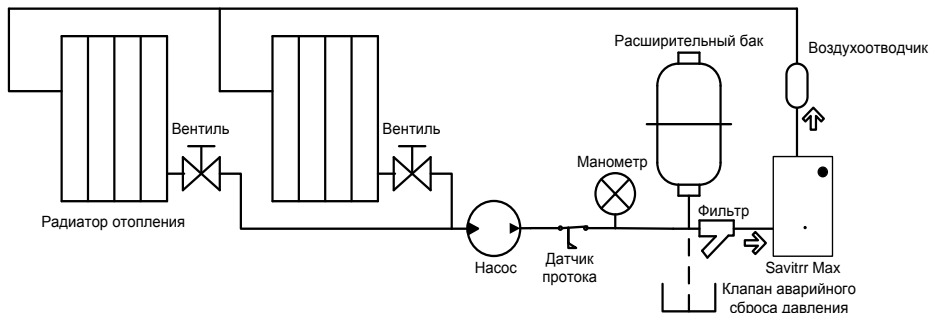 Расширительный бак
Воздухоотводчик
Вентиль
Вентиль
Манометр
Радиатор отопления
Фильтр
Насос
Датчик
протока
Savitrr Max
Клапан аварийного
сброса давления